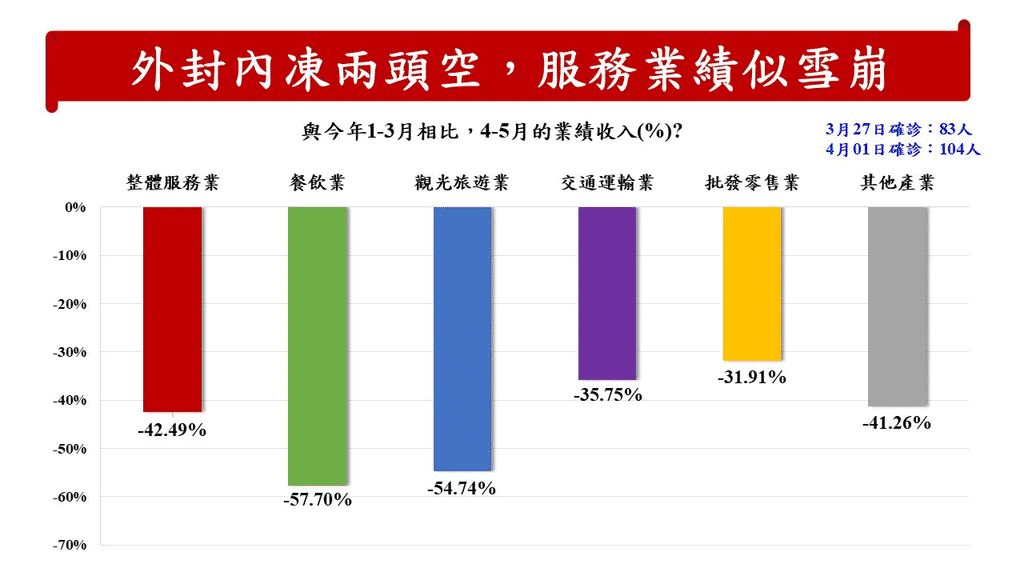 外封內凍兩頭空，服務業績似雪崩
與今年1-3月相比，4-5月的業績收入(%)?
3月27日確診：83人
4月01日確診：104人
整體服務業 餐飲業 觀光旅遊業 交通運輸業 批發零售業 其他產業
0%
-10%
-20%
-30%
-40%
-50%
-60%
-70%
-42.49%
-57.70%
-54.74%
-35.75%
-31.91%
-41.26%